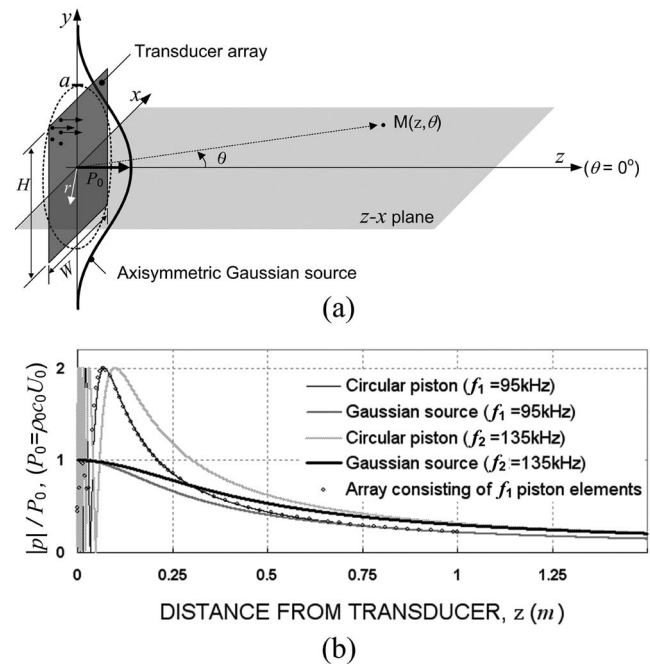 y
Transducer array
a
x
M(z,θ)
θ
z
(θ = 0°)
P₀
H
r
z-x plane
W
Axisymmetric Gaussian source
(a)
|p| / P₀, (P₀=ρ₀c₀U₀)
2
1
0
Circular piston (f₁ =95kHz)
Gaussian source (f₁ =95kHz)
Circular piston (f₂ =135kHz)
Gaussian source (f₂ =135kHz)
Array consisting of f₁ piston elements
0 0.25 0.5 0.75 1 1.25
DISTANCE FROM TRANSDUCER, z (m)
(b)